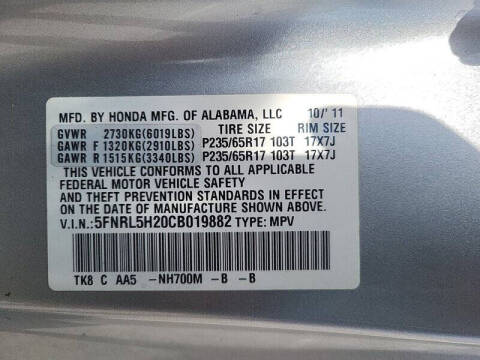 MFD. BY HONDA MFG. OF ALABAMA, LLC 10/'11
GVWR 2730KG(6019LBS) TIRE SIZE RIM SIZE
GAWR F 1320KG(2910LBS) P235/65R17 103T 17X7J
GAWR R 1515KG(3340LBS) P235/65R17 103T 17X7J
THIS VEHICLE CONFORMS TO ALL APPLICABLE
FEDERAL MOTOR VEHICLE SAFETY
AND THEFT PREVENTION STANDARDS IN EFFECT
ON THE DATE OF MANUFACTURE SHOWN ABOVE.
V.I.N.:5FNRL5H20CB019882 TYPE: MPV
TK8 C AA5 -NH700M -B -B